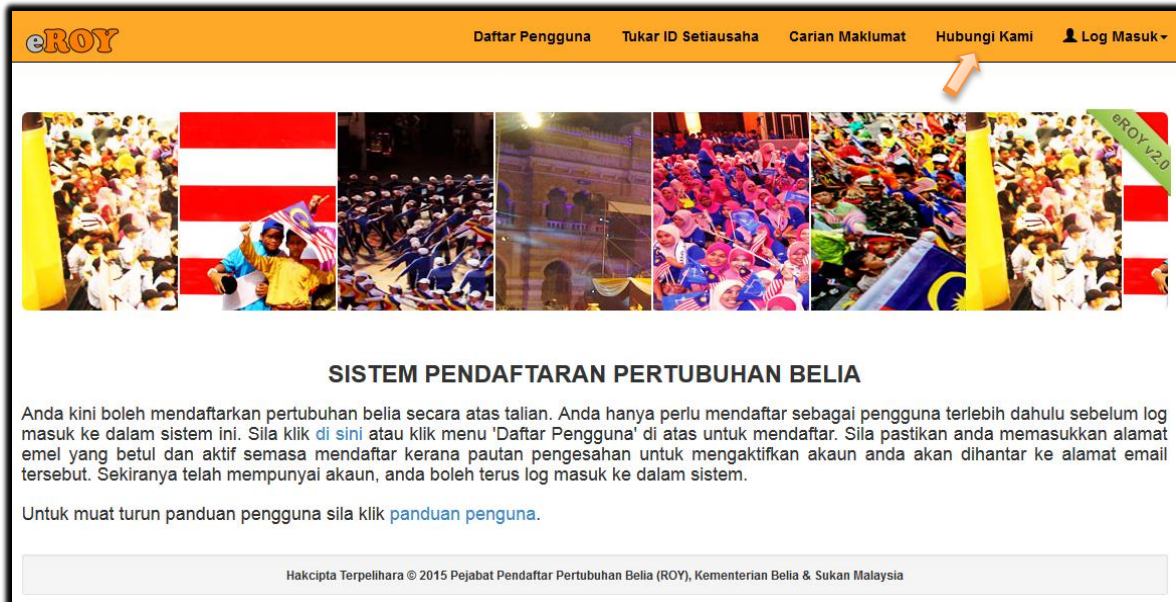 eROY
Daftar Pengguna Tukar ID Setiausaha Carian Maklumat Hubungi Kami Log Masuk
eROY v2.0
SISTEM PENDAFTARAN PERTUBUHAN BELIA
Anda kini boleh mendaftarkan pertubuhan belia secara atas talian. Anda hanya perlu mendaftar sebagai pengguna terlebih dahulu sebelum log
masuk ke dalam sistem ini. Sila klik di sini atau klik menu 'Daftar Pengguna' di atas untuk mendaftar. Sila pastikan anda memasukkan alamat
emel yang betul dan aktif semasa mendaftar kerana pautan pengesahan untuk mengaktifkan akaun anda akan dihantar ke alamat email
tersebut. Sekiranya telah mempunyai akaun, anda boleh terus log masuk ke dalam sistem.
Untuk muat turun panduan pengguna sila klik panduan penguna.
Hakcipta Terpelihara © 2015 Pejabat Pendaftar Pertubuhan Belia (ROY), Kementerian Belia & Sukan Malaysia